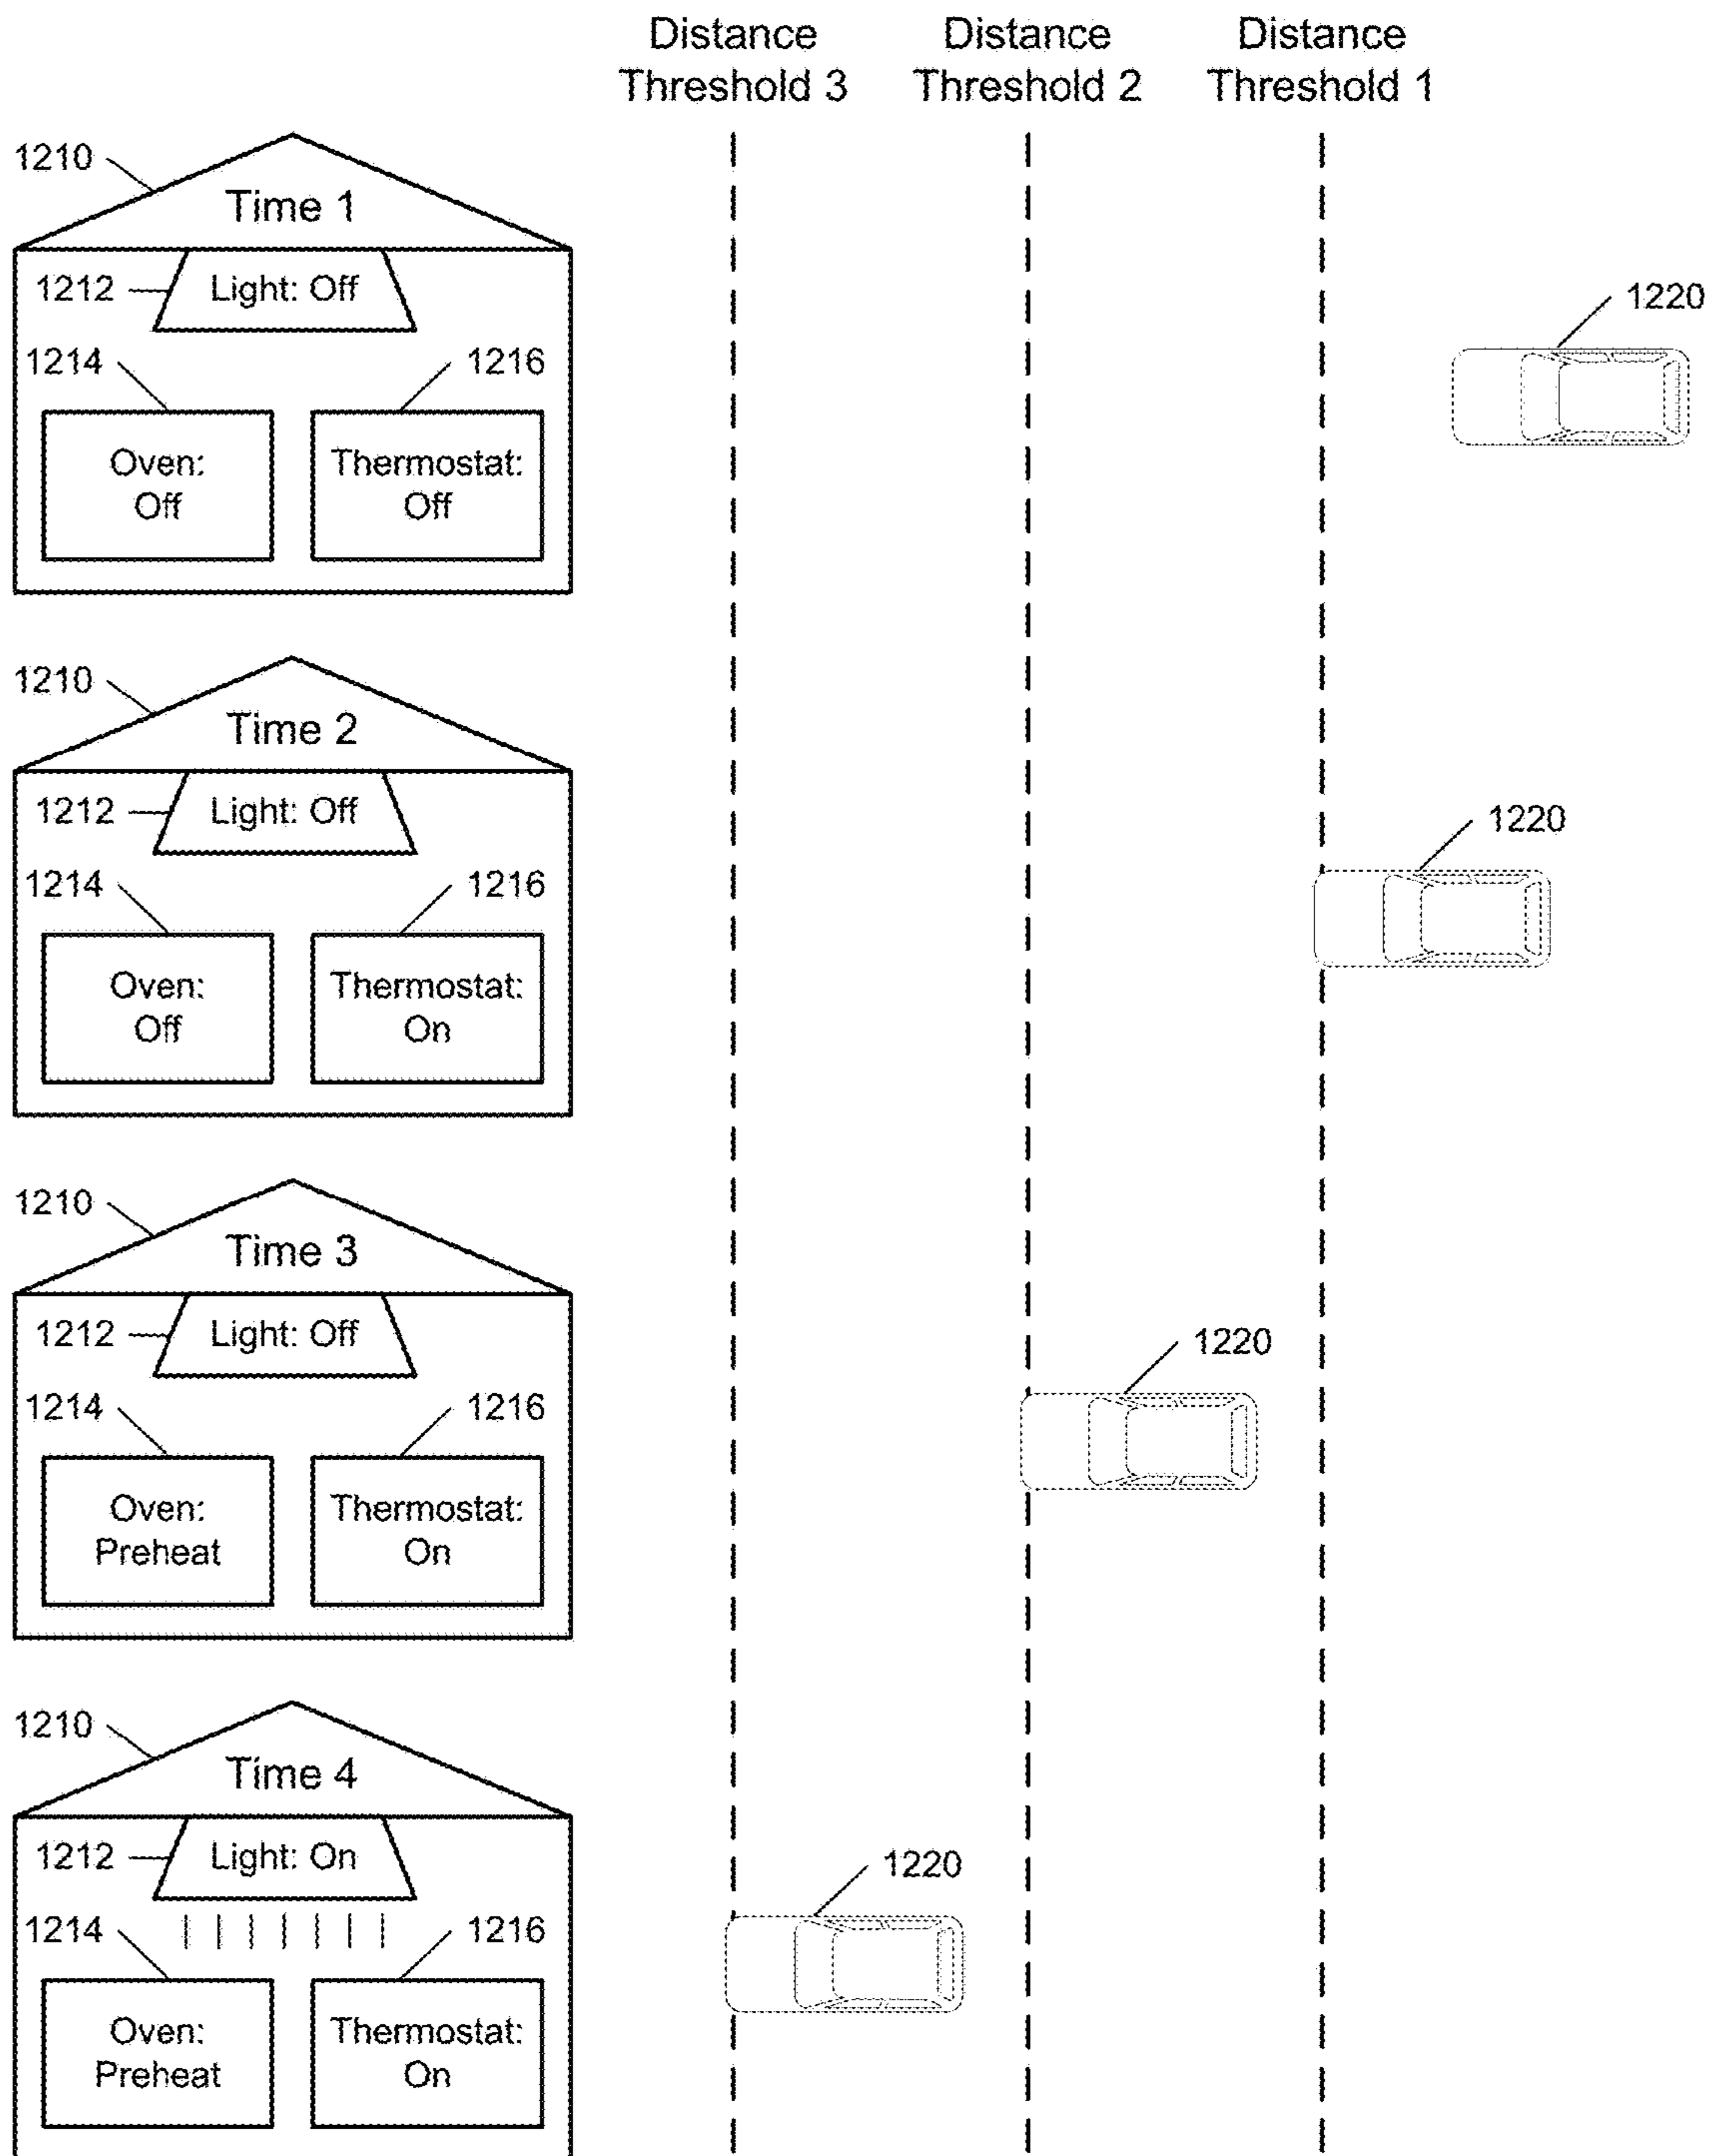 Distance
Threshold 3
Distance
Threshold 2
Distance
Threshold 1
1210
Time 1
1212
Light: Off
1220
1214
1216
Oven:
Off
Thermostat:
Off
1210
Time 2
1212
Light: Off
1220
1214
1216
Oven:
Off
Thermostat:
On
1210
Time 3
1212
Light: Off
1220
1214
1216
Oven:
Preheat
Thermostat:
On
1210
Time 4
1212
Light: On
1220
1214
1216
Oven:
Preheat
Thermostat:
On